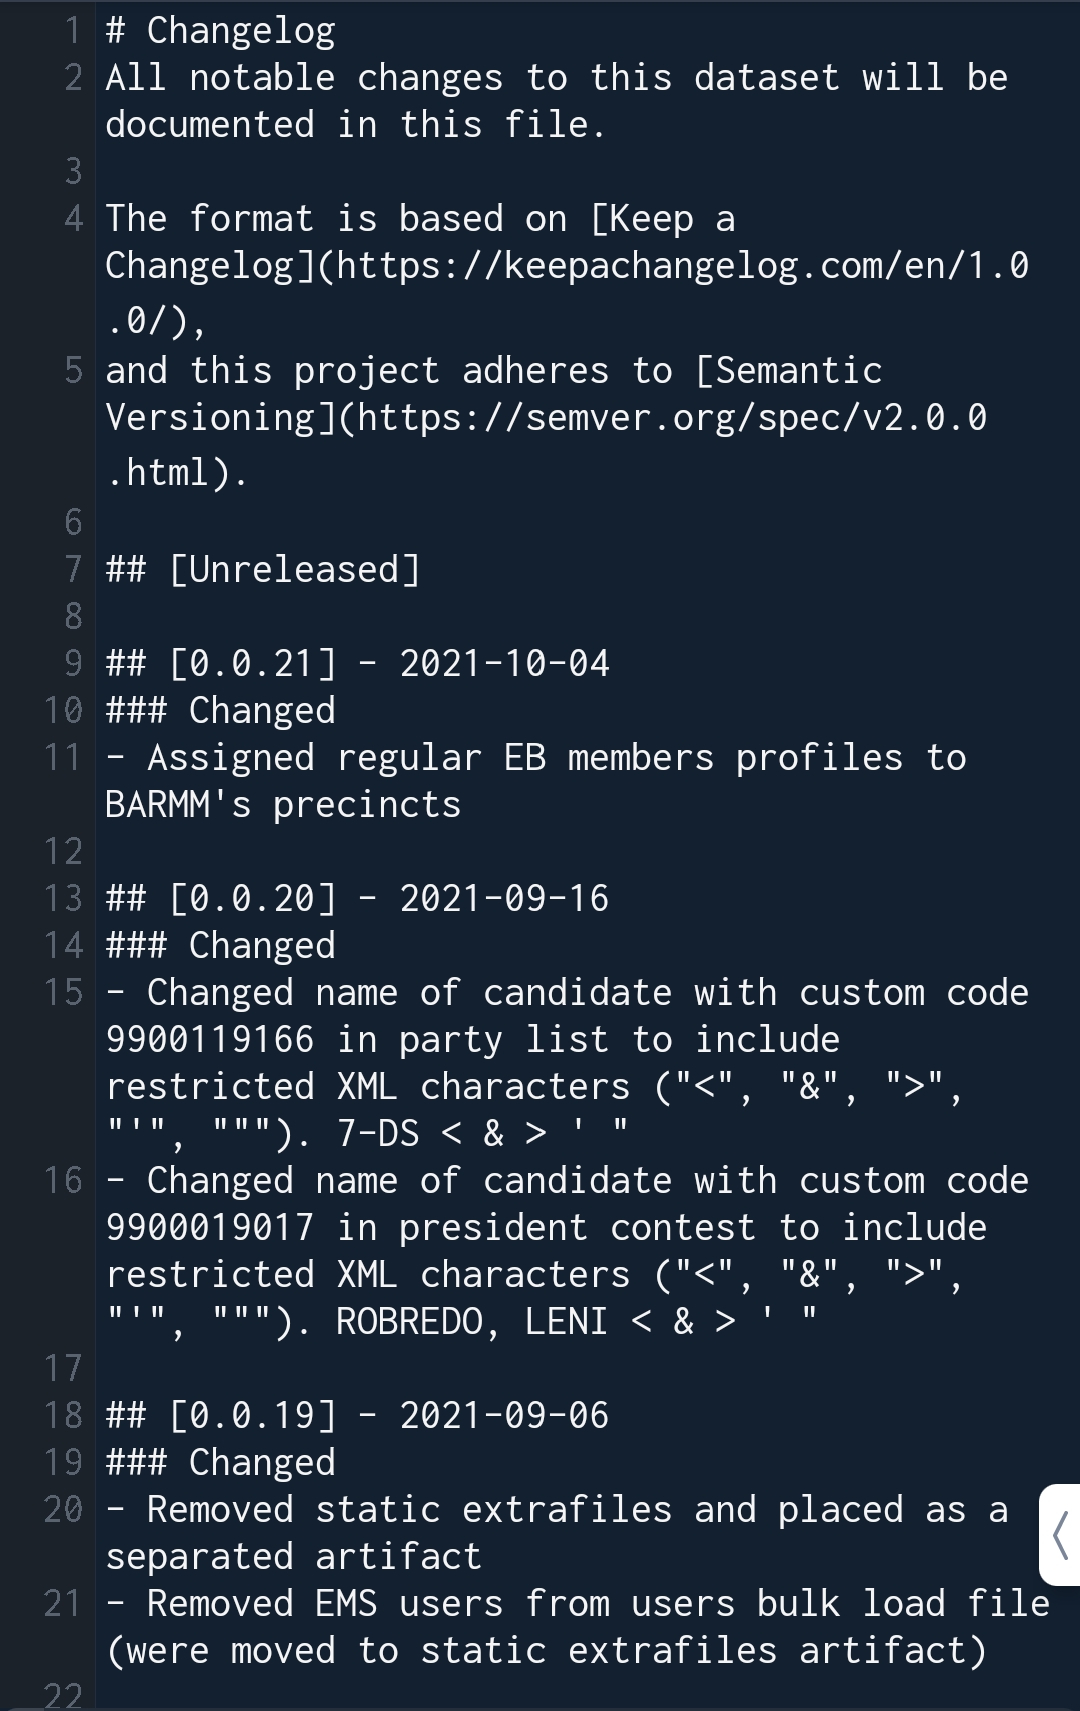 1 # Changelog
2 All notable changes to this dataset will be
documented in this file.
3
4 The format is based on [Keep a
Changelog](https://keepachangelog.com/en/1.0
.0/),
5 and this project adheres to [Semantic
Versioning](https://semver.org/spec/v2.0.0
.html).
6
7 ## [Unreleased]
8
9 ## [0.0.21] - 2021-10-04
10 ### Changed
11 - Assigned regular EB members profiles to
BARMM's precincts
12
13 ## [0.0.20] - 2021-09-16
14 ### Changed
15 - Changed name of candidate with custom code
9900119166 in party list to include
restricted XML characters ("<", "&", ">",
"'", """). 7-DS < & > ' "
16 - Changed name of candidate with custom code
9900019017 in president contest to include
restricted XML characters ("<", "&", ">",
"'", """). ROBREDO, LENI < & > ' "
17
18 ## [0.0.19] - 2021-09-06
19 ### Changed
20 - Removed static extrafiles and placed as a
separated artifact
21 - Removed EMS users from users bulk load file
(were moved to static extrafiles artifact)
22